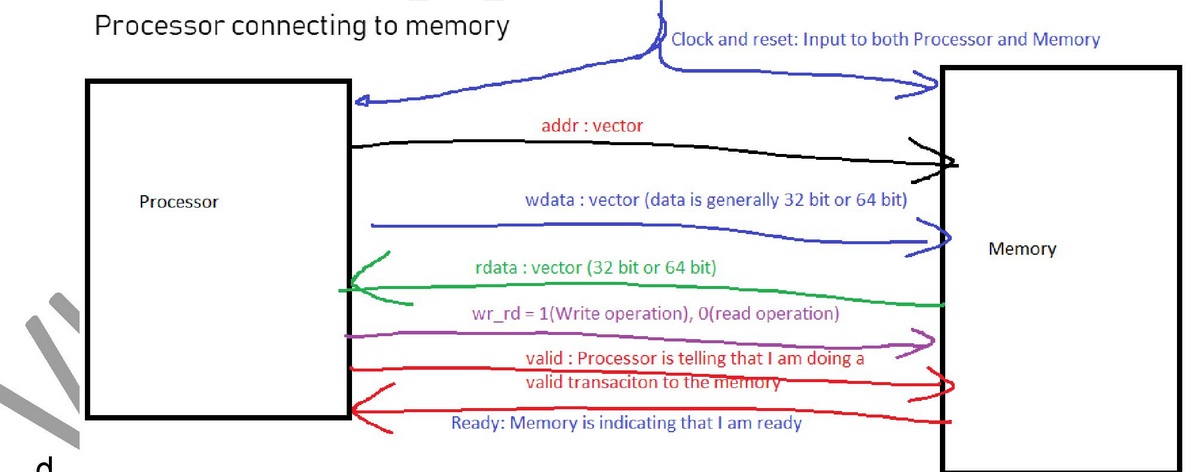 Processor connecting to memory
Clock and reset: Input to both Processor and Memory
addr : vector
Processor
wdata : vector (data is generally 32 bit or 64 bit)
Memory
rdata : vector (32 bit or 64 bit)
wr_rd = 1(Write operation), 0(read operation)
valid : Processor is telling that I am doing a
valid transaciton to the memory
Ready: Memory is indicating that I am ready
d